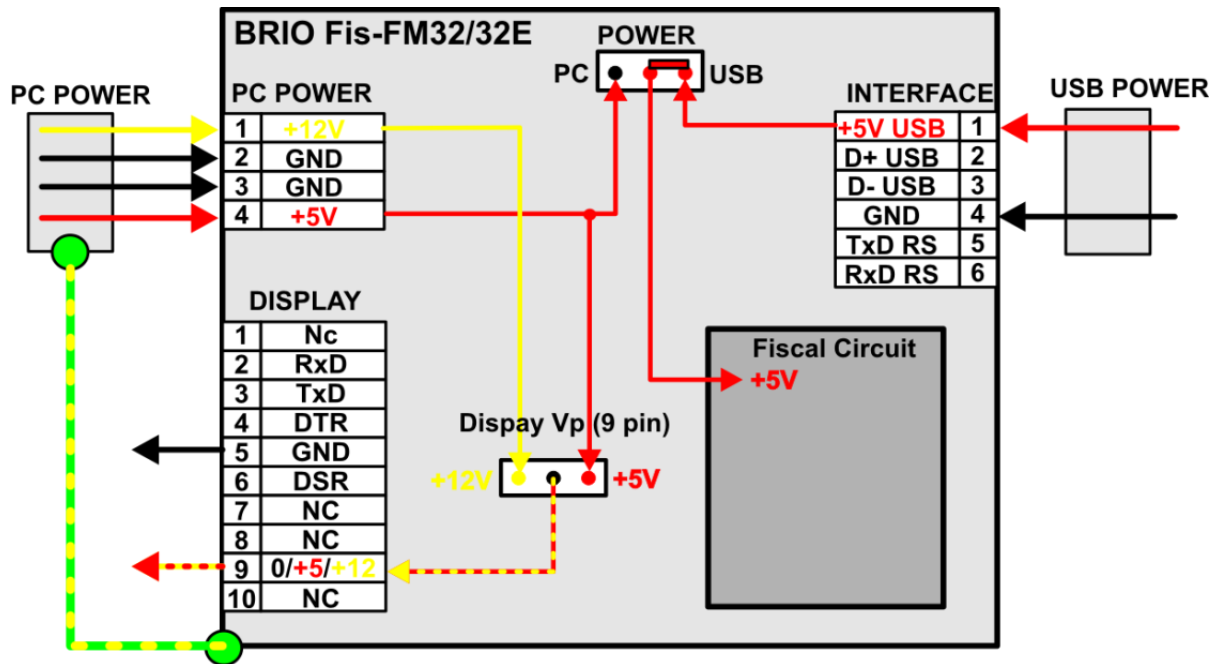 BRIO Fis-FM32/32E
POWER
PC USB
PC POWER
PC POWER
1 +12V
2 GND
3 GND
4 +5V
INTERFACE
+5V USB 1
D+ USB 2
D- USB 3
GND 4
TxD RS 5
RxD RS 6
USB POWER
DISPLAY
1 Nc
2 RxD
3 TxD
4 DTR
5 GND
6 DSR
7 NC
8 NC
9 0/+5/+12
10 NC
Dispay Vp (9 pin)
+12V +5V
Fiscal Circuit
+5V